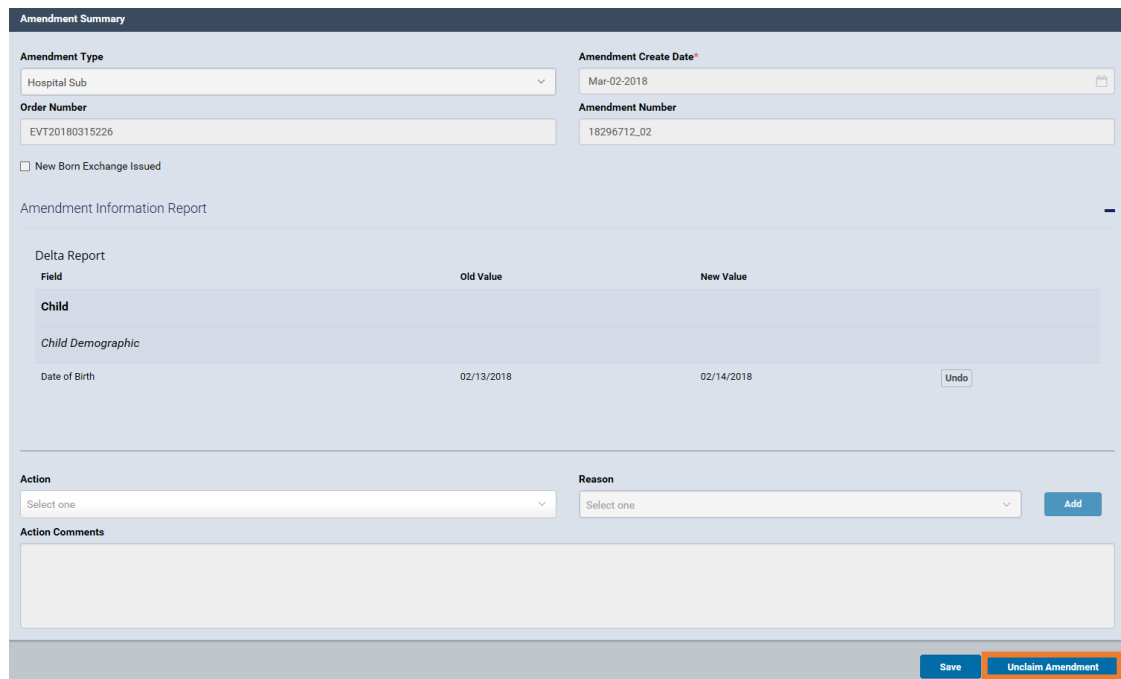 Amendment Summary
Amendment Type
Amendment Create Date*
Hospital Sub
Mar-02-2018
Order Number
Amendment Number
EVT20180315226
18296712_02
New Born Exchange Issued
Amendment Information Report
Delta Report
Field Old Value New Value
Child
Child Demographic
Date of Birth 02/13/2018 02/14/2018 Undo
Action
Reason
Select one
Select one
Add
Action Comments
Save
Unclaim Amendment